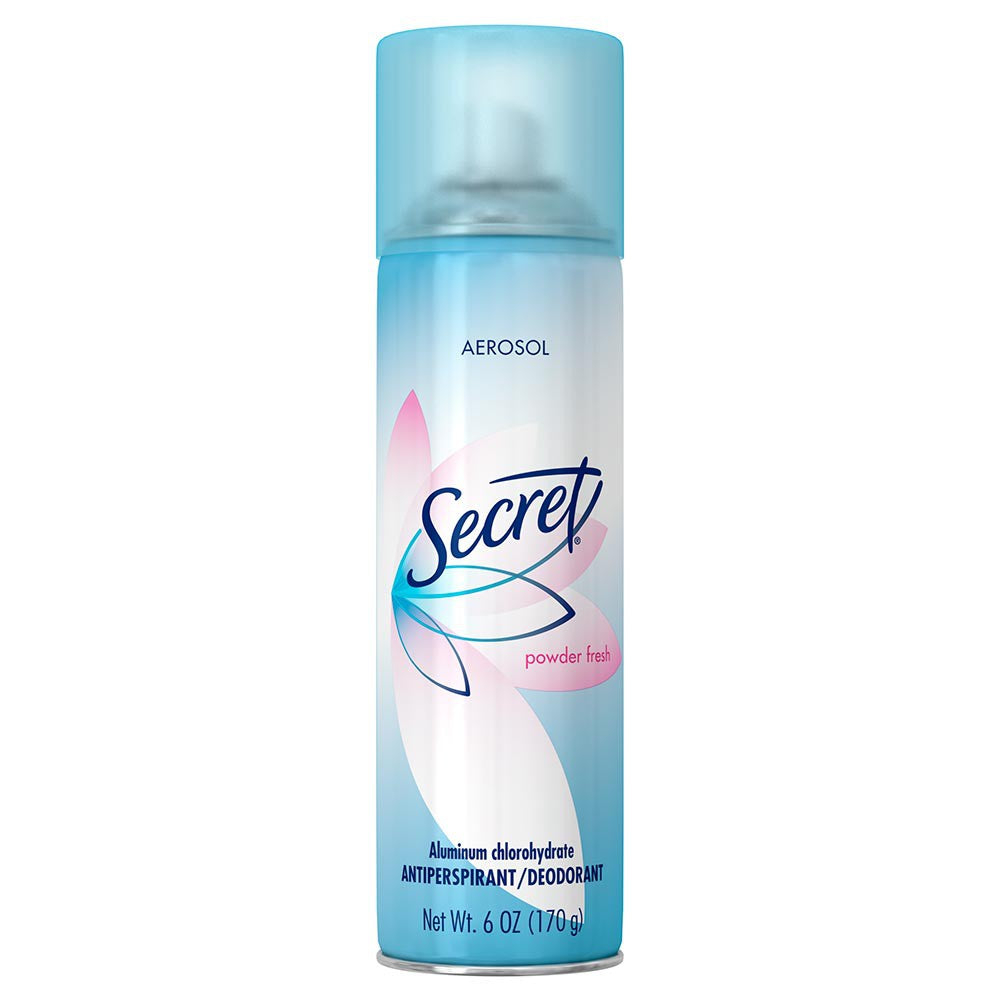 AEROSOL
Secret®
powder fresh
Aluminum chlorohydrate
ANTIPERSPIRANT/DEODORANT
Net Wt. 6 OZ (170 g)